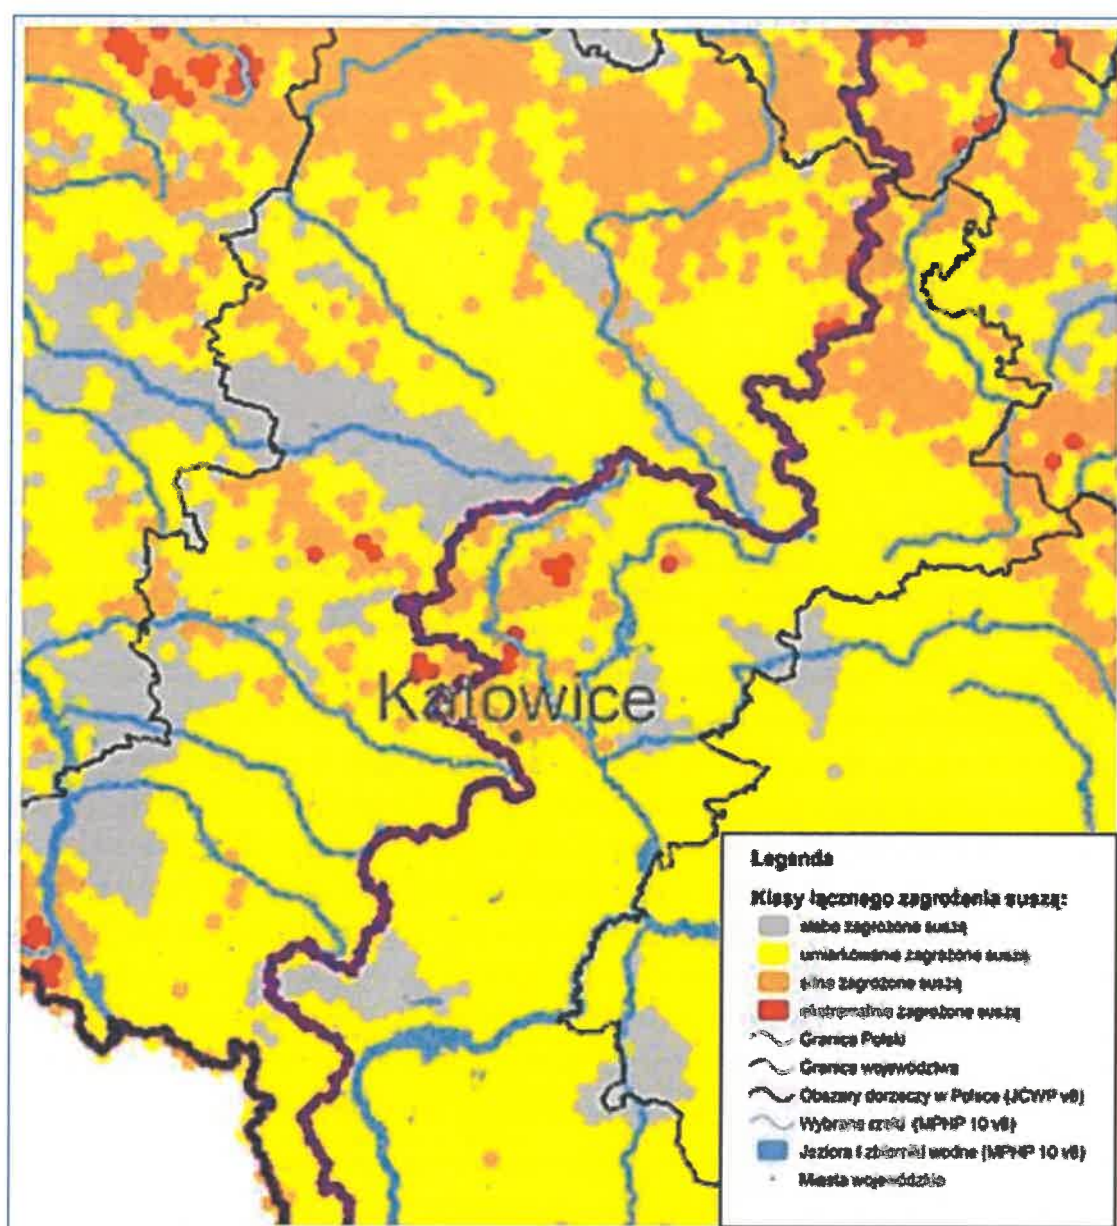 Katowice
Legenda
Klasy łącznego zagrożenia suszą:
słabo zagrożone suszą
umiarkowanie zagrożone suszą
silnie zagrożone suszą
ekstremalnie zagrożone suszą
Granica Polski
Granice województwa
Obszary dorzeczy w Polsce (JCWP v8)
Wybrane rzeki (MPHP 10 v8)
Jeziora i zbiorniki wodne (MPHP 10 v8)
Miasta wojewódzkie